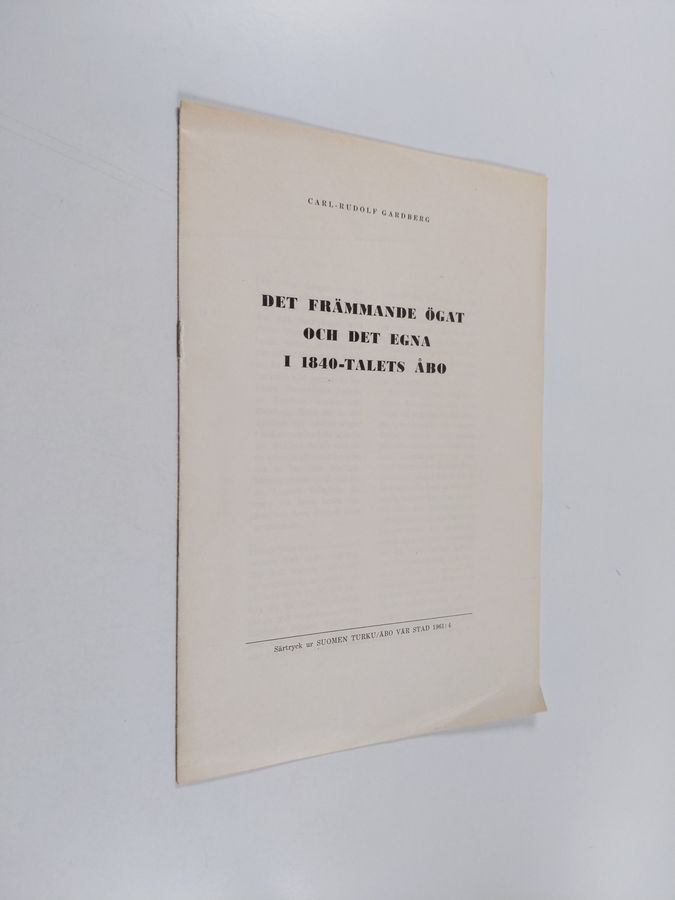 CARL-RUDOLF GARDBERG
DET FRÄMMANDE ÖGAT
OCH DET EGNA
I 1840-TALETS ÅBO
Särtryck ur SUOMEN TURKU/ÅBO VÅR STAD 1961:4